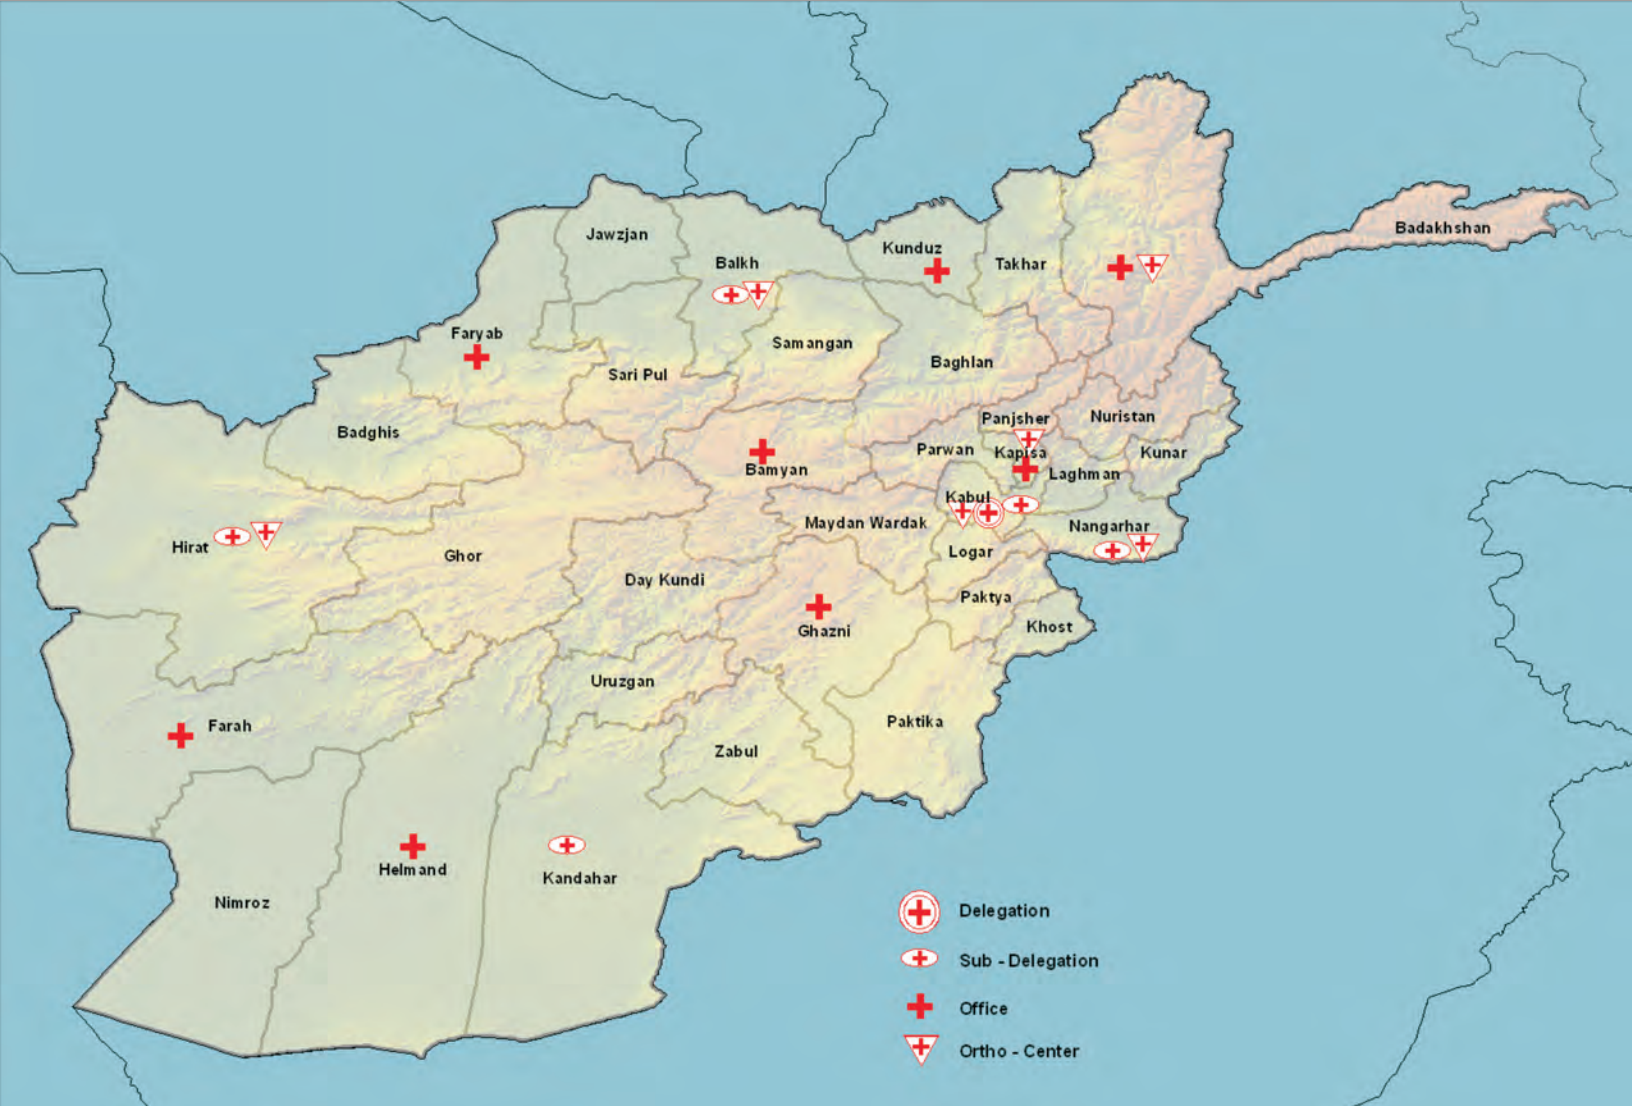 Badakhshan
Jawzjan
Kunduz
Balkh
Takhar
Faryab
Samangan
Baghlan
Sari Pul
Panjsher
Nuristan
Badghis
Parwan
Kapisa
Kunar
Bamyan
Laghman
Kabul
Maydan Wardak
Nangarhar
Hirat
Ghor
Logar
Day Kundi
Paktya
Ghazni
Khost
Uruzgan
Farah
Paktika
Zabul
Helmand
Kandahar
Nimroz
Delegation
Sub - Delegation
Office
Ortho - Center